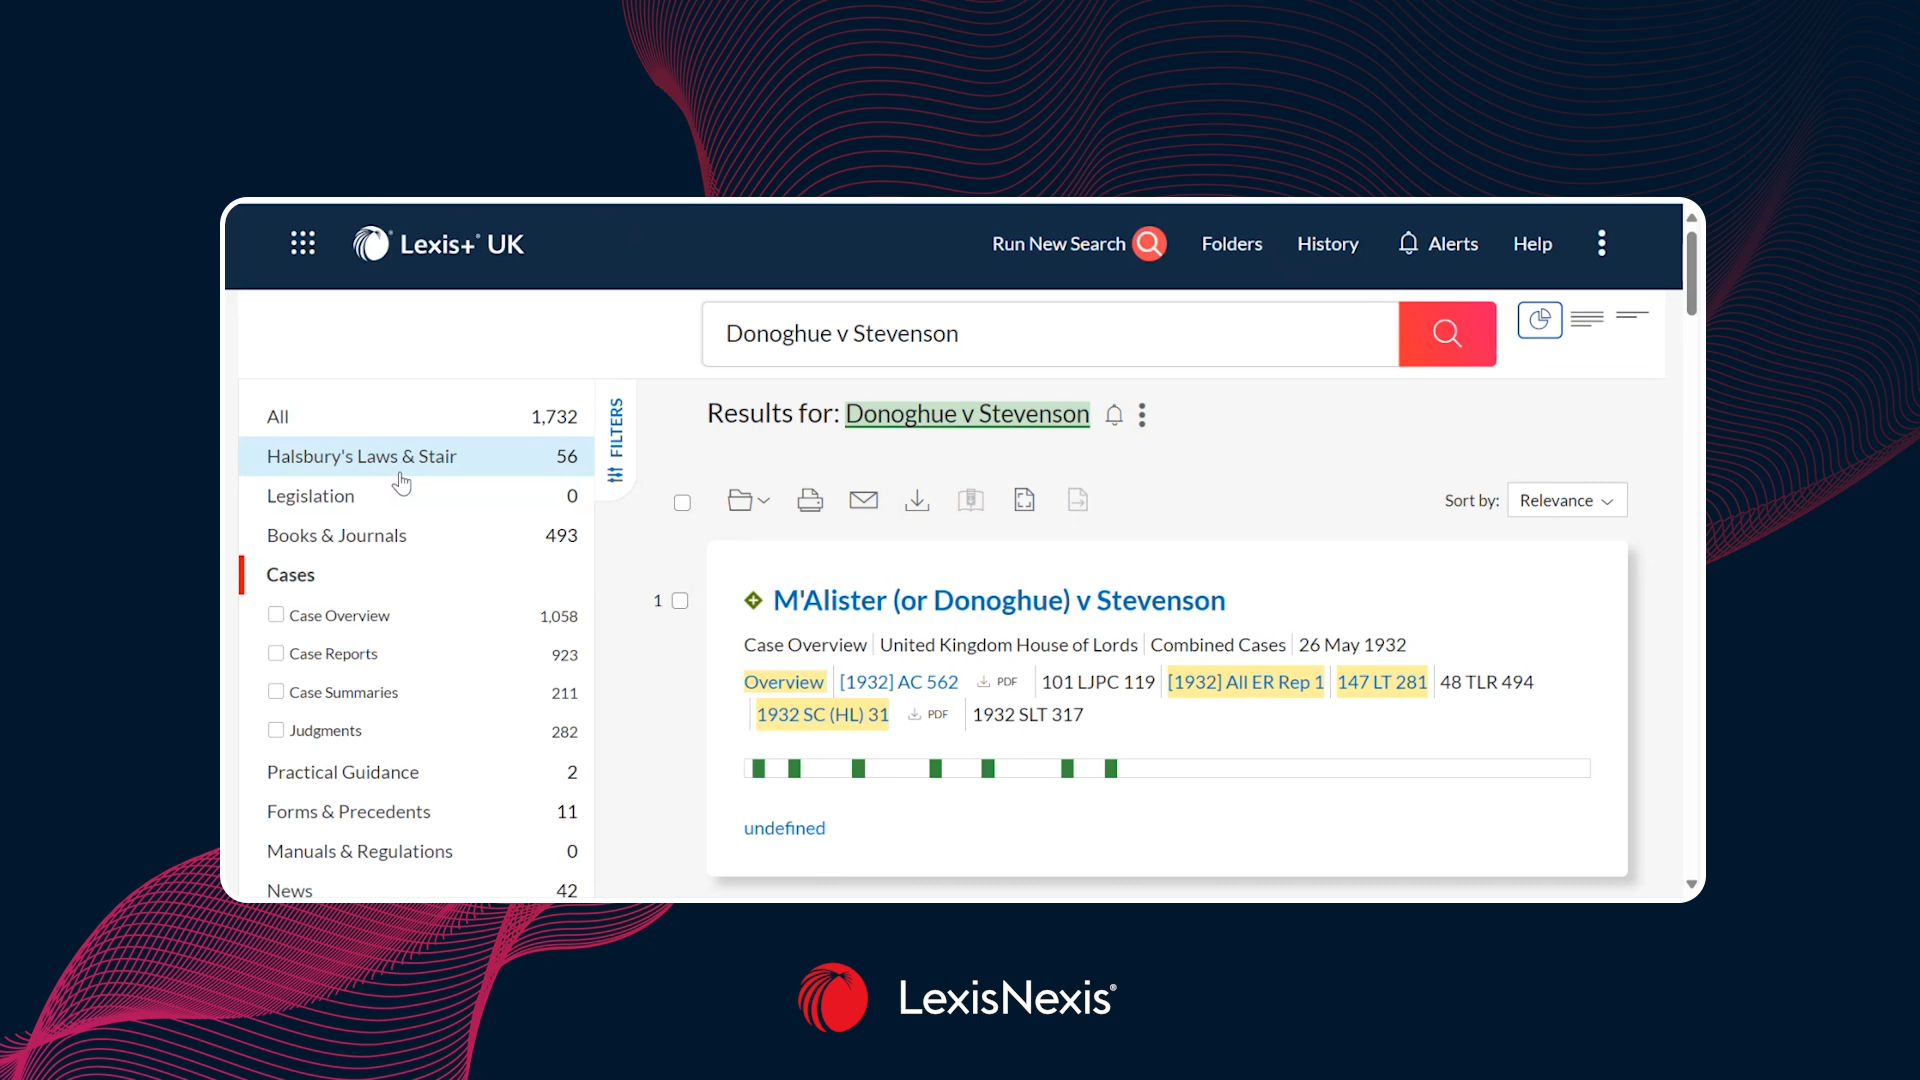 Lexis+® UK
Run New Search
Folders
History
Alerts
Help
Donoghue v Stevenson
All 1,732
Halsbury's Laws & Stair 56
Legislation 0
Books & Journals 493
Cases
Case Overview 1,058
Case Reports 923
Case Summaries 211
Judgments 282
Practical Guidance 2
Forms & Precedents 11
Manuals & Regulations 0
News 42
FILTERS
Results for: Donoghue v Stevenson
Sort by: Relevance
1 M'Alister (or Donoghue) v Stevenson
Case Overview | United Kingdom House of Lords | Combined Cases | 26 May 1932
Overview | [1932] AC 562 PDF | 101 LJPC 119 | [1932] All ER Rep 1 | 147 LT 281 | 48 TLR 494
| 1932 SC (HL) 31 PDF | 1932 SLT 317
undefined
LexisNexis®